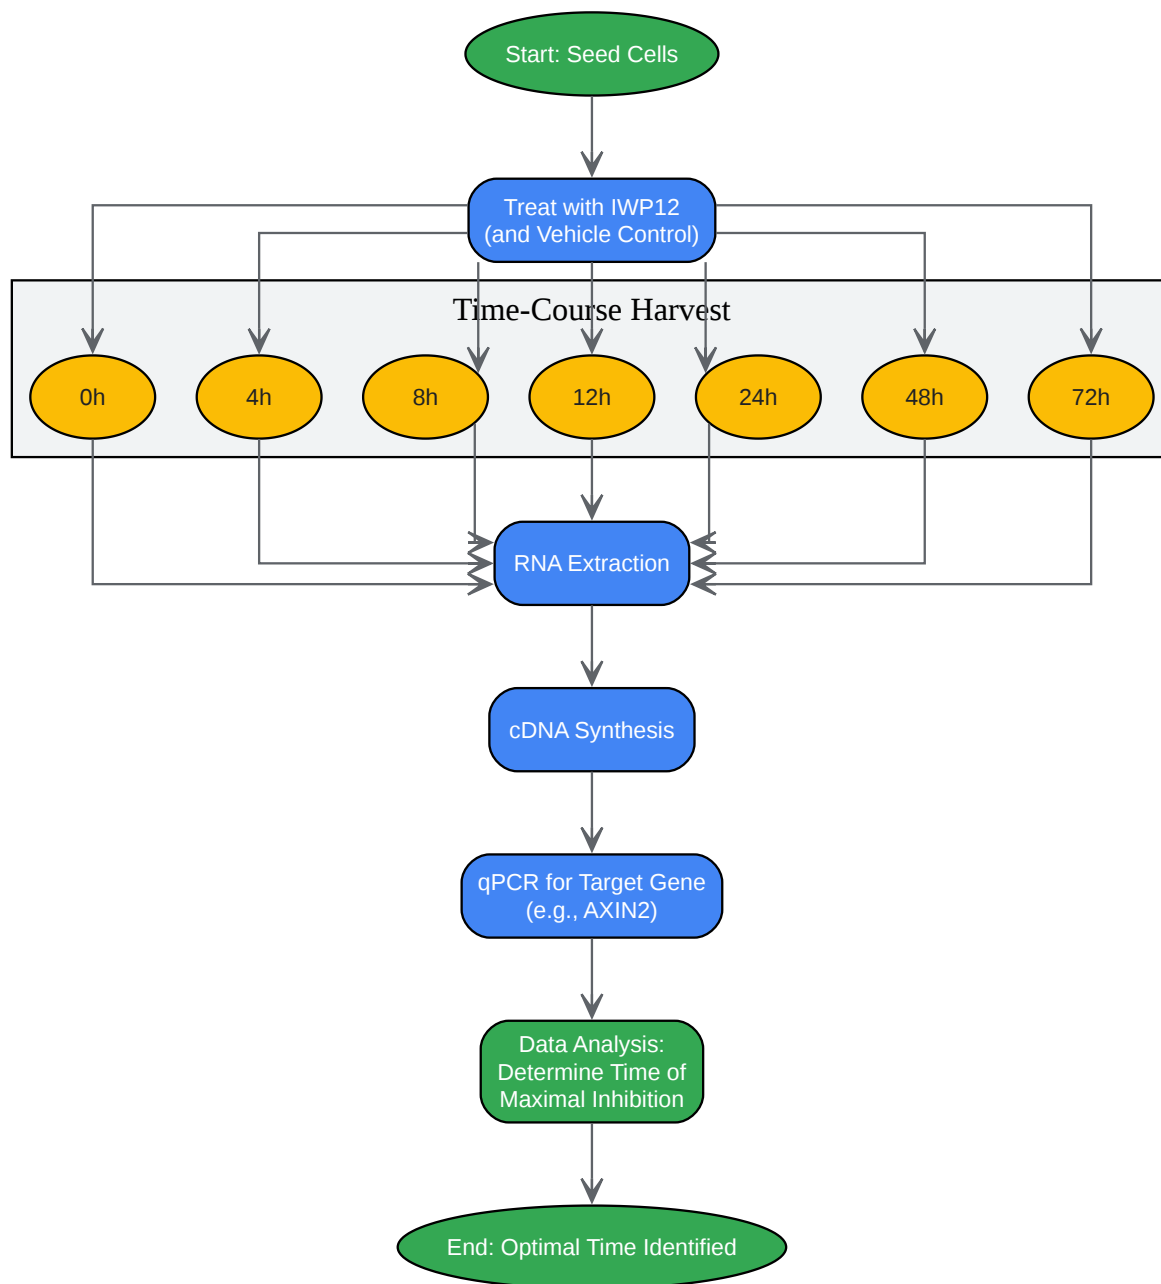 Start: Seed Cells
Treat with IWP12
(and Vehicle Control)
Time-Course Harvest
0h
4h
8h
12h
24h
48h
72h
RNA Extraction
cDNA Synthesis
qPCR for Target Gene
(e.g., AXIN2)
Data Analysis:
Determine Time of
Maximal Inhibition
End: Optimal Time Identified